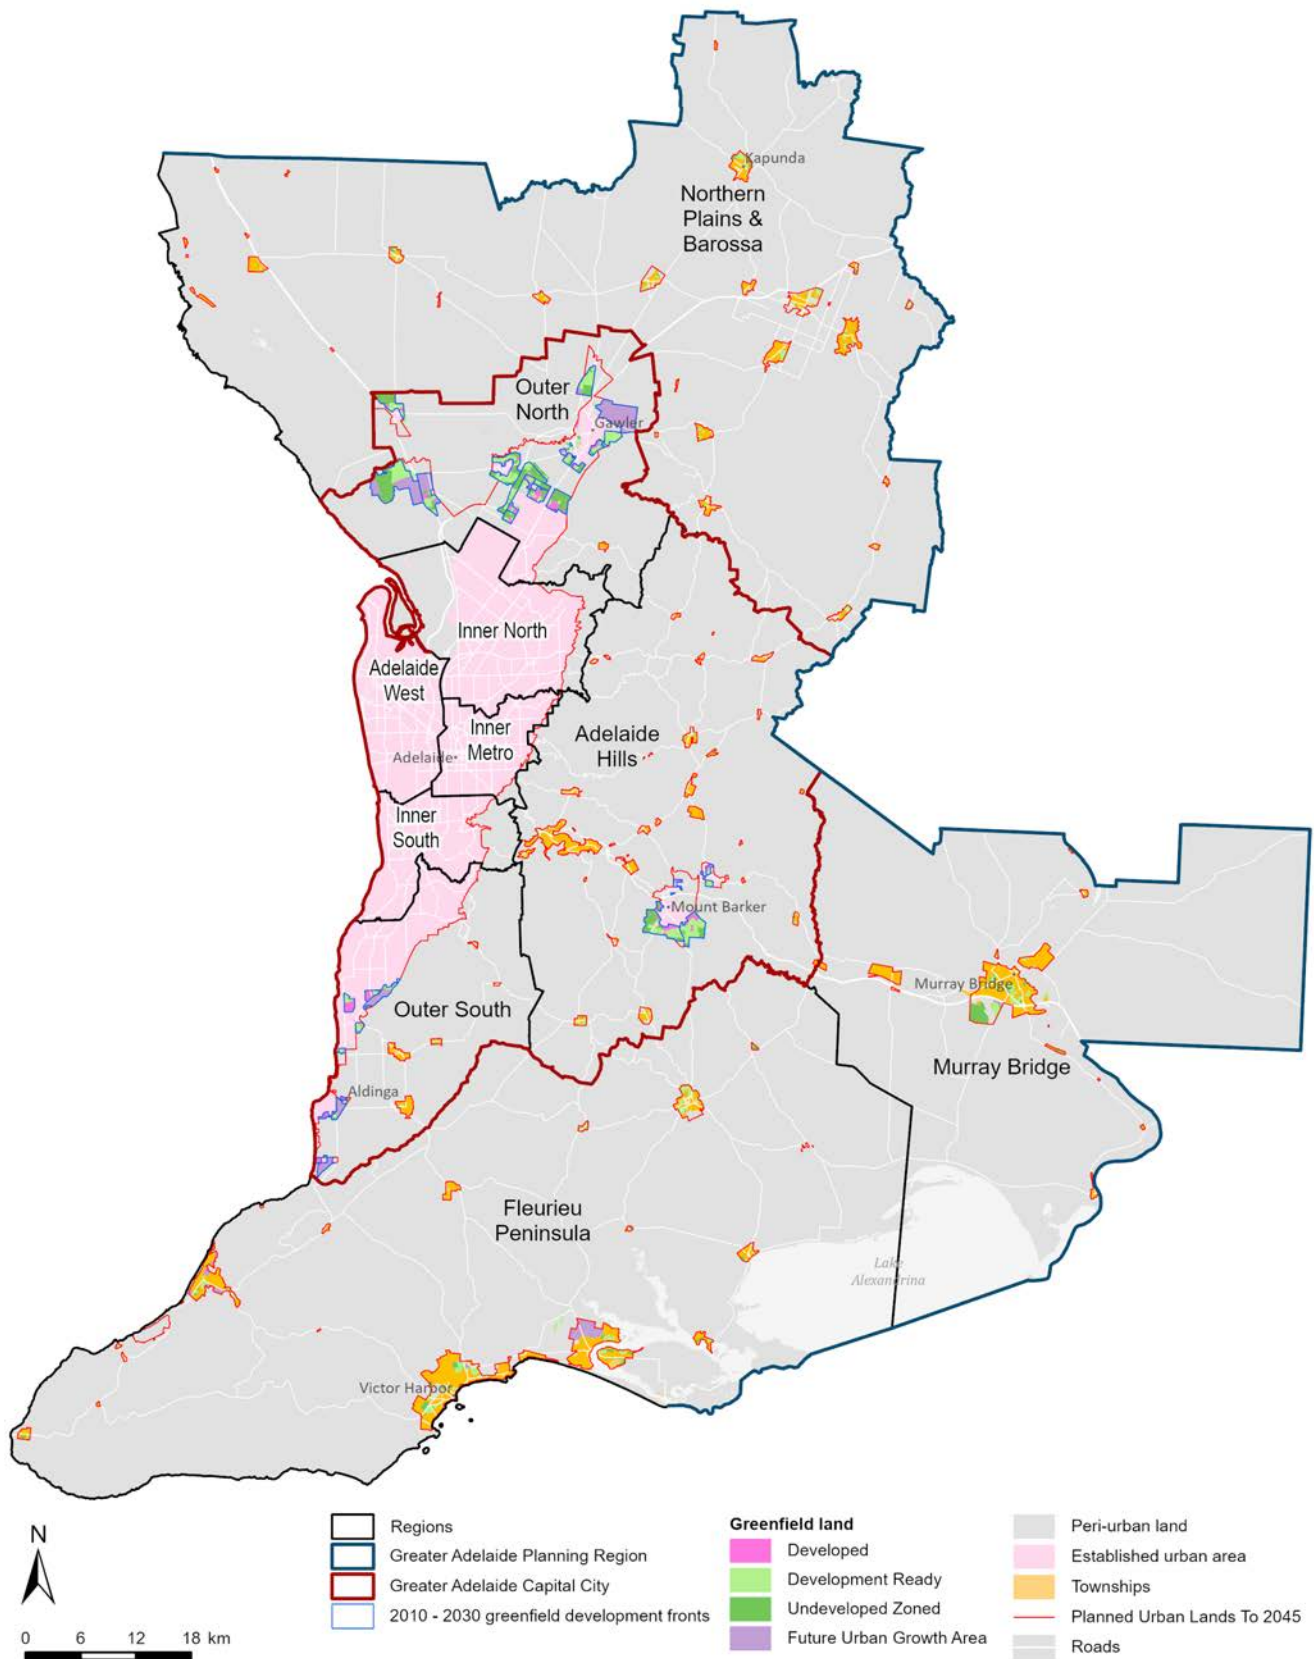 Kapunda
Northern
Plains &
Barossa
Outer
North
Gawler
Inner North
Adelaide
West
Inner
Metro
Adelaide
Adelaide
Hills
Inner
South
Mount Barker
Murray Bridge
Outer South
Murray Bridge
Aldinga
Fleurieu
Peninsula
Lake
Alexandrina
Victor Harbor
N
0 6 12 18 km
Regions
Greater Adelaide Planning Region
Greater Adelaide Capital City
2010 - 2030 greenfield development fronts
Greenfield land
Developed
Development Ready
Undeveloped Zoned
Future Urban Growth Area
Peri-urban land
Established urban area
Townships
Planned Urban Lands To 2045
Roads